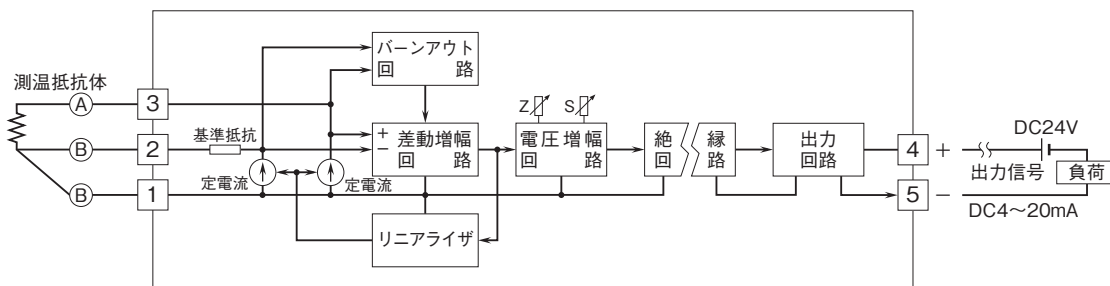 バーンアウト
回 路
測温抵抗体
A
3
Z
S
基準抵抗
+
−
差動増幅
回 路
電圧増幅
回 路
絶 縁
回 路
出力
回路
DC24V
4
+
B
2
出力信号
負荷
B
1
定電流
定電流
5
−
DC4〜20mA
リニアライザ